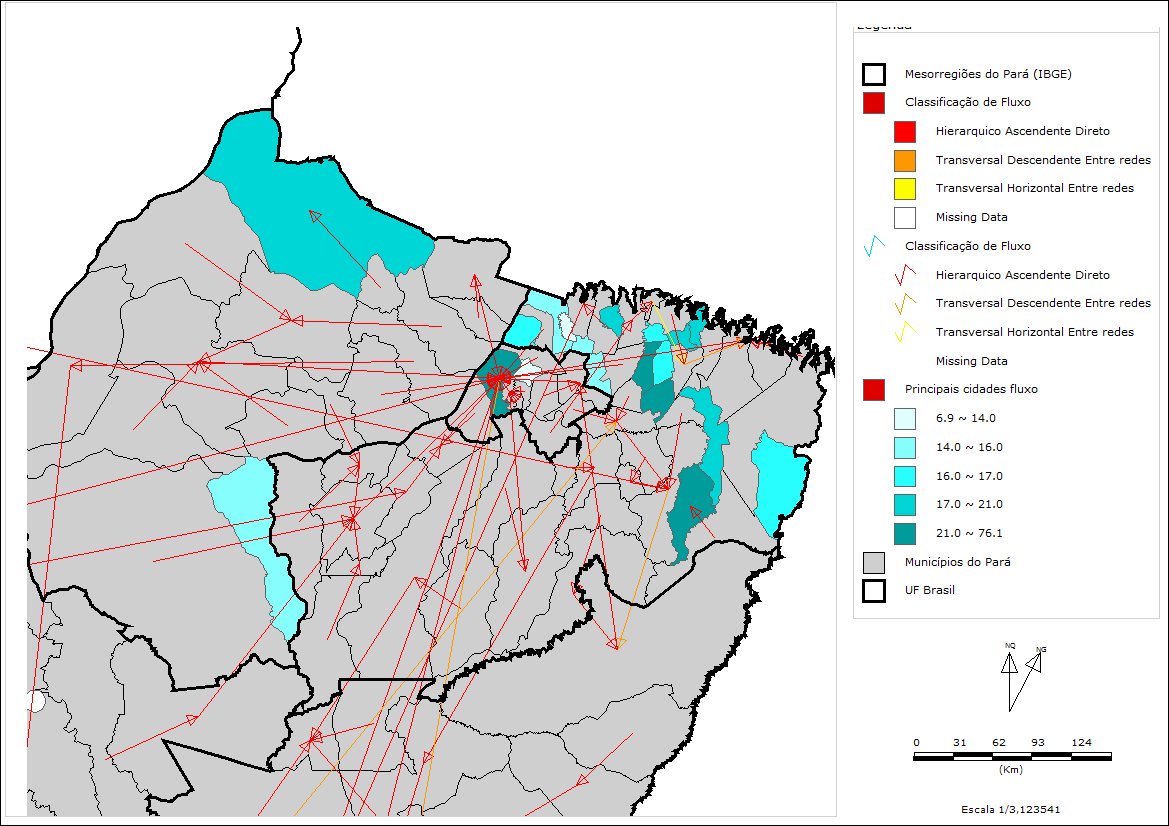 Legenda
Mesorregiões do Pará (IBGE)
Classificação de Fluxo
Hierarquico Ascendente Direto
Transversal Descendente Entre redes
Transversal Horizontal Entre redes
Missing Data
Classificação de Fluxo
Hierarquico Ascendente Direto
Transversal Descendente Entre redes
Transversal Horizontal Entre redes
Missing Data
Principais cidades fluxo
6.9 ~ 14.0
14.0 ~ 16.0
16.0 ~ 17.0
17.0 ~ 21.0
21.0 ~ 76.1
Municípios do Pará
UF Brasil
NQ NG
0 31 62 93 124
(Km)
Escala 1/3,123541